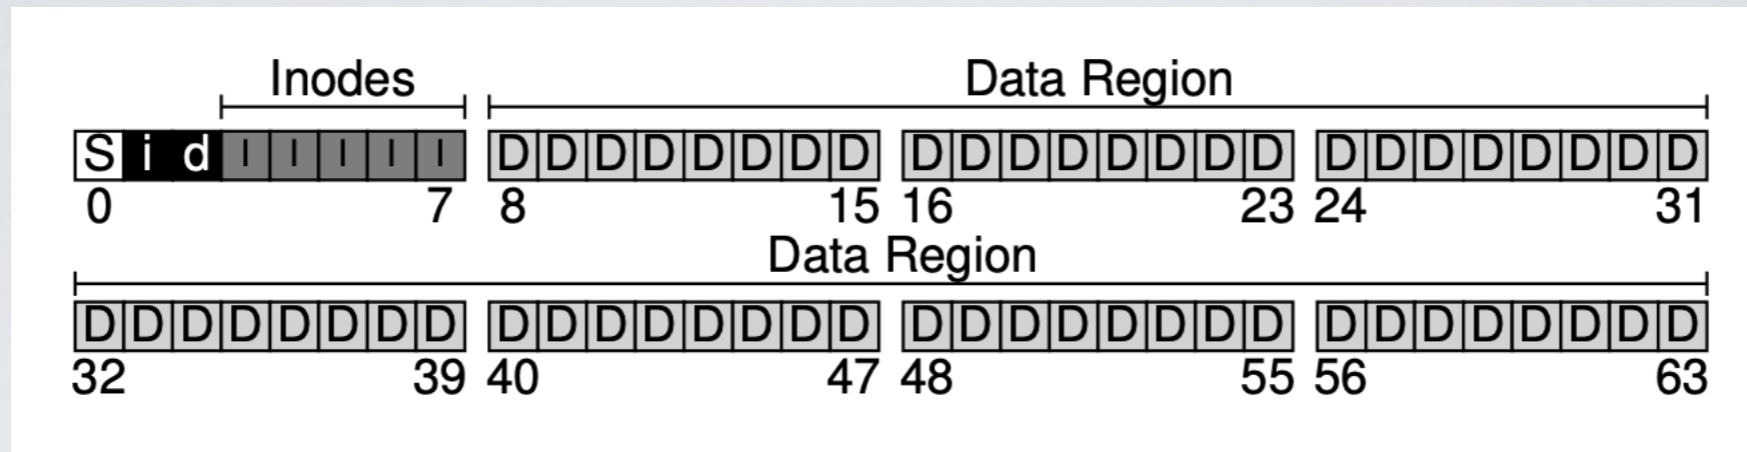 Inodes Data Region
S i d I I I I I D D D D D D D D D D D D D D D D D D D D D D D D
0 7 8 15 16 23 24 31
Data Region
D D D D D D D D D D D D D D D D D D D D D D D D D D D D D D D D
32 39 40 47 48 55 56 63